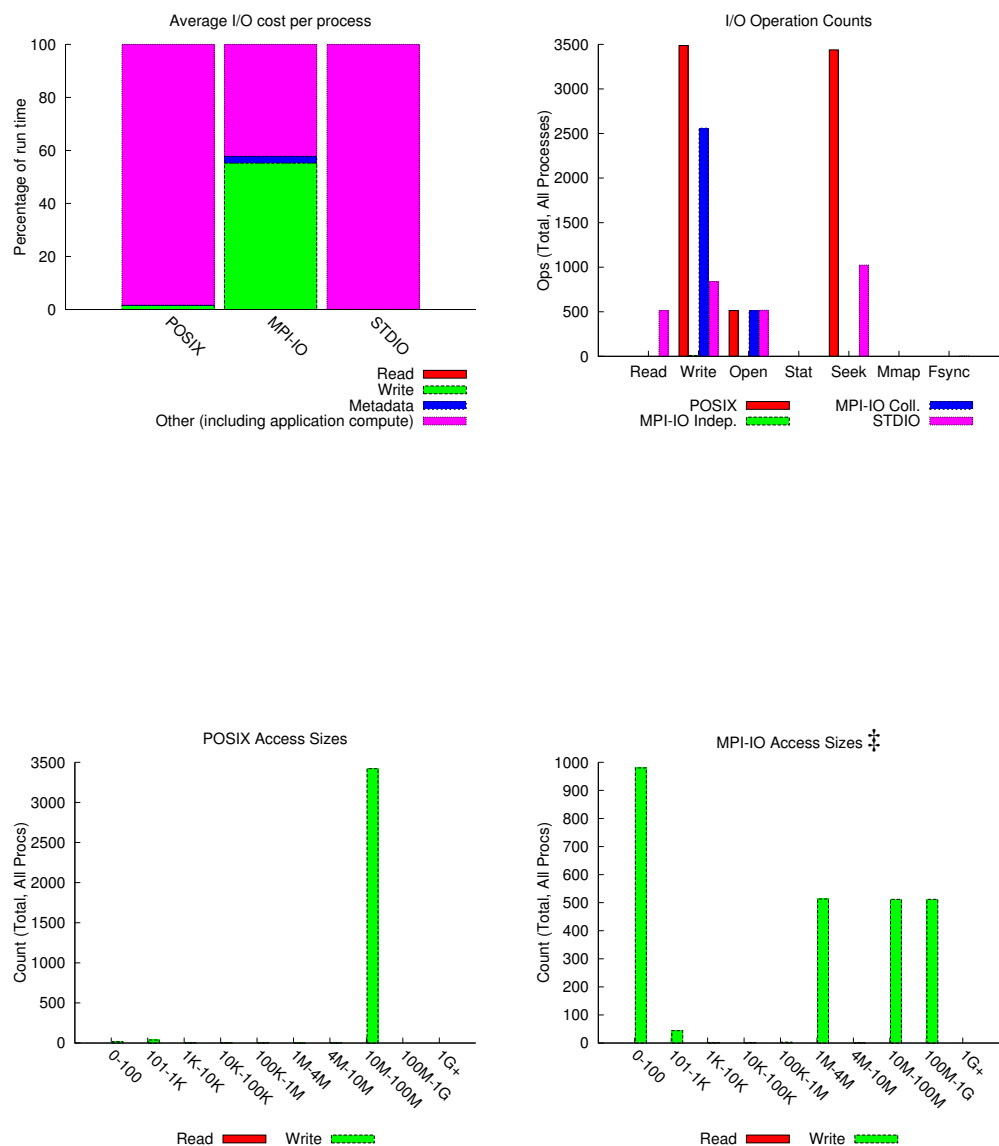 Average I/O cost per process
100
80
60
40
20
0
Percentage of run time
POSIX
MPI-IO
STDIO
Read
Write
Metadata
Other (including application compute)
I/O Operation Counts
3500
3000
2500
2000
1500
1000
500
0
Ops (Total, All Processes)
Read Write Open Stat Seek Mmap Fsync
POSIX
MPI-IO Indep.
MPI-IO Coll.
STDIO
POSIX Access Sizes
3500
3000
2500
2000
1500
1000
500
0
Count (Total, All Procs)
0-100
101-1K
1K-10K
10K-100K
100K-1M
1M-4M
4M-10M
10M-100M
100M-1G
1G+
Read Write
MPI-IO Access Sizes ‡
1000
900
800
700
600
500
400
300
200
100
0
Count (Total, All Procs)
0-100
101-1K
1K-10K
10K-100K
100K-1M
1M-4M
4M-10M
10M-100M
100M-1G
1G+
Read Write